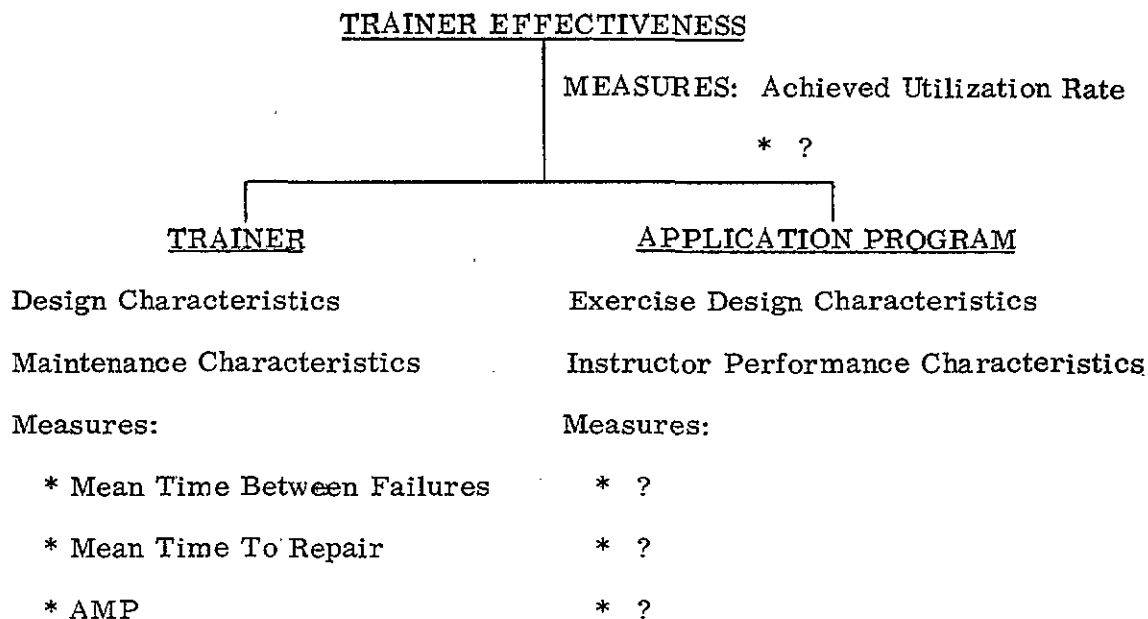 TRAINER EFFECTIVENESS
MEASURES: Achieved Utilization Rate
* ?
TRAINER
Design Characteristics
Maintenance Characteristics
Measures:
* Mean Time Between Failures
* Mean Time To Repair
* AMP
APPLICATION PROGRAM
Exercise Design Characteristics
Instructor Performance Characteristics
Measures:
* ?
* ?
* ?